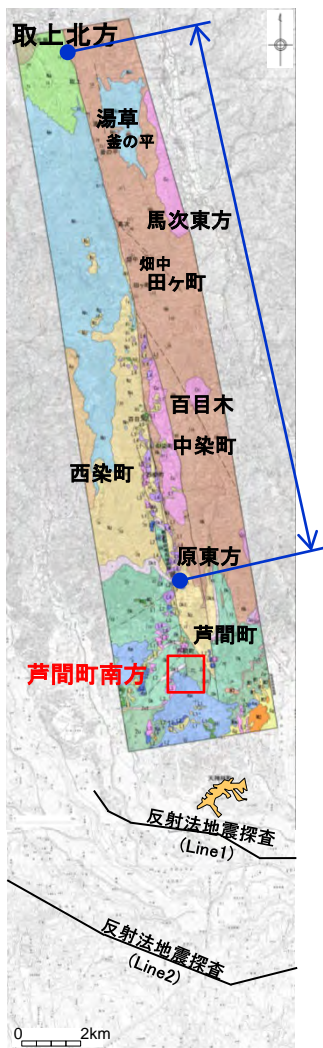 取上北方
湯草
釜の平
馬次東方
畑中
田ヶ町
百目木
中染町
西染町
原東方
芦間町
芦間町南方
反射法地震探査
(Line1)
反射法地震探査
(Line2)
0 2km